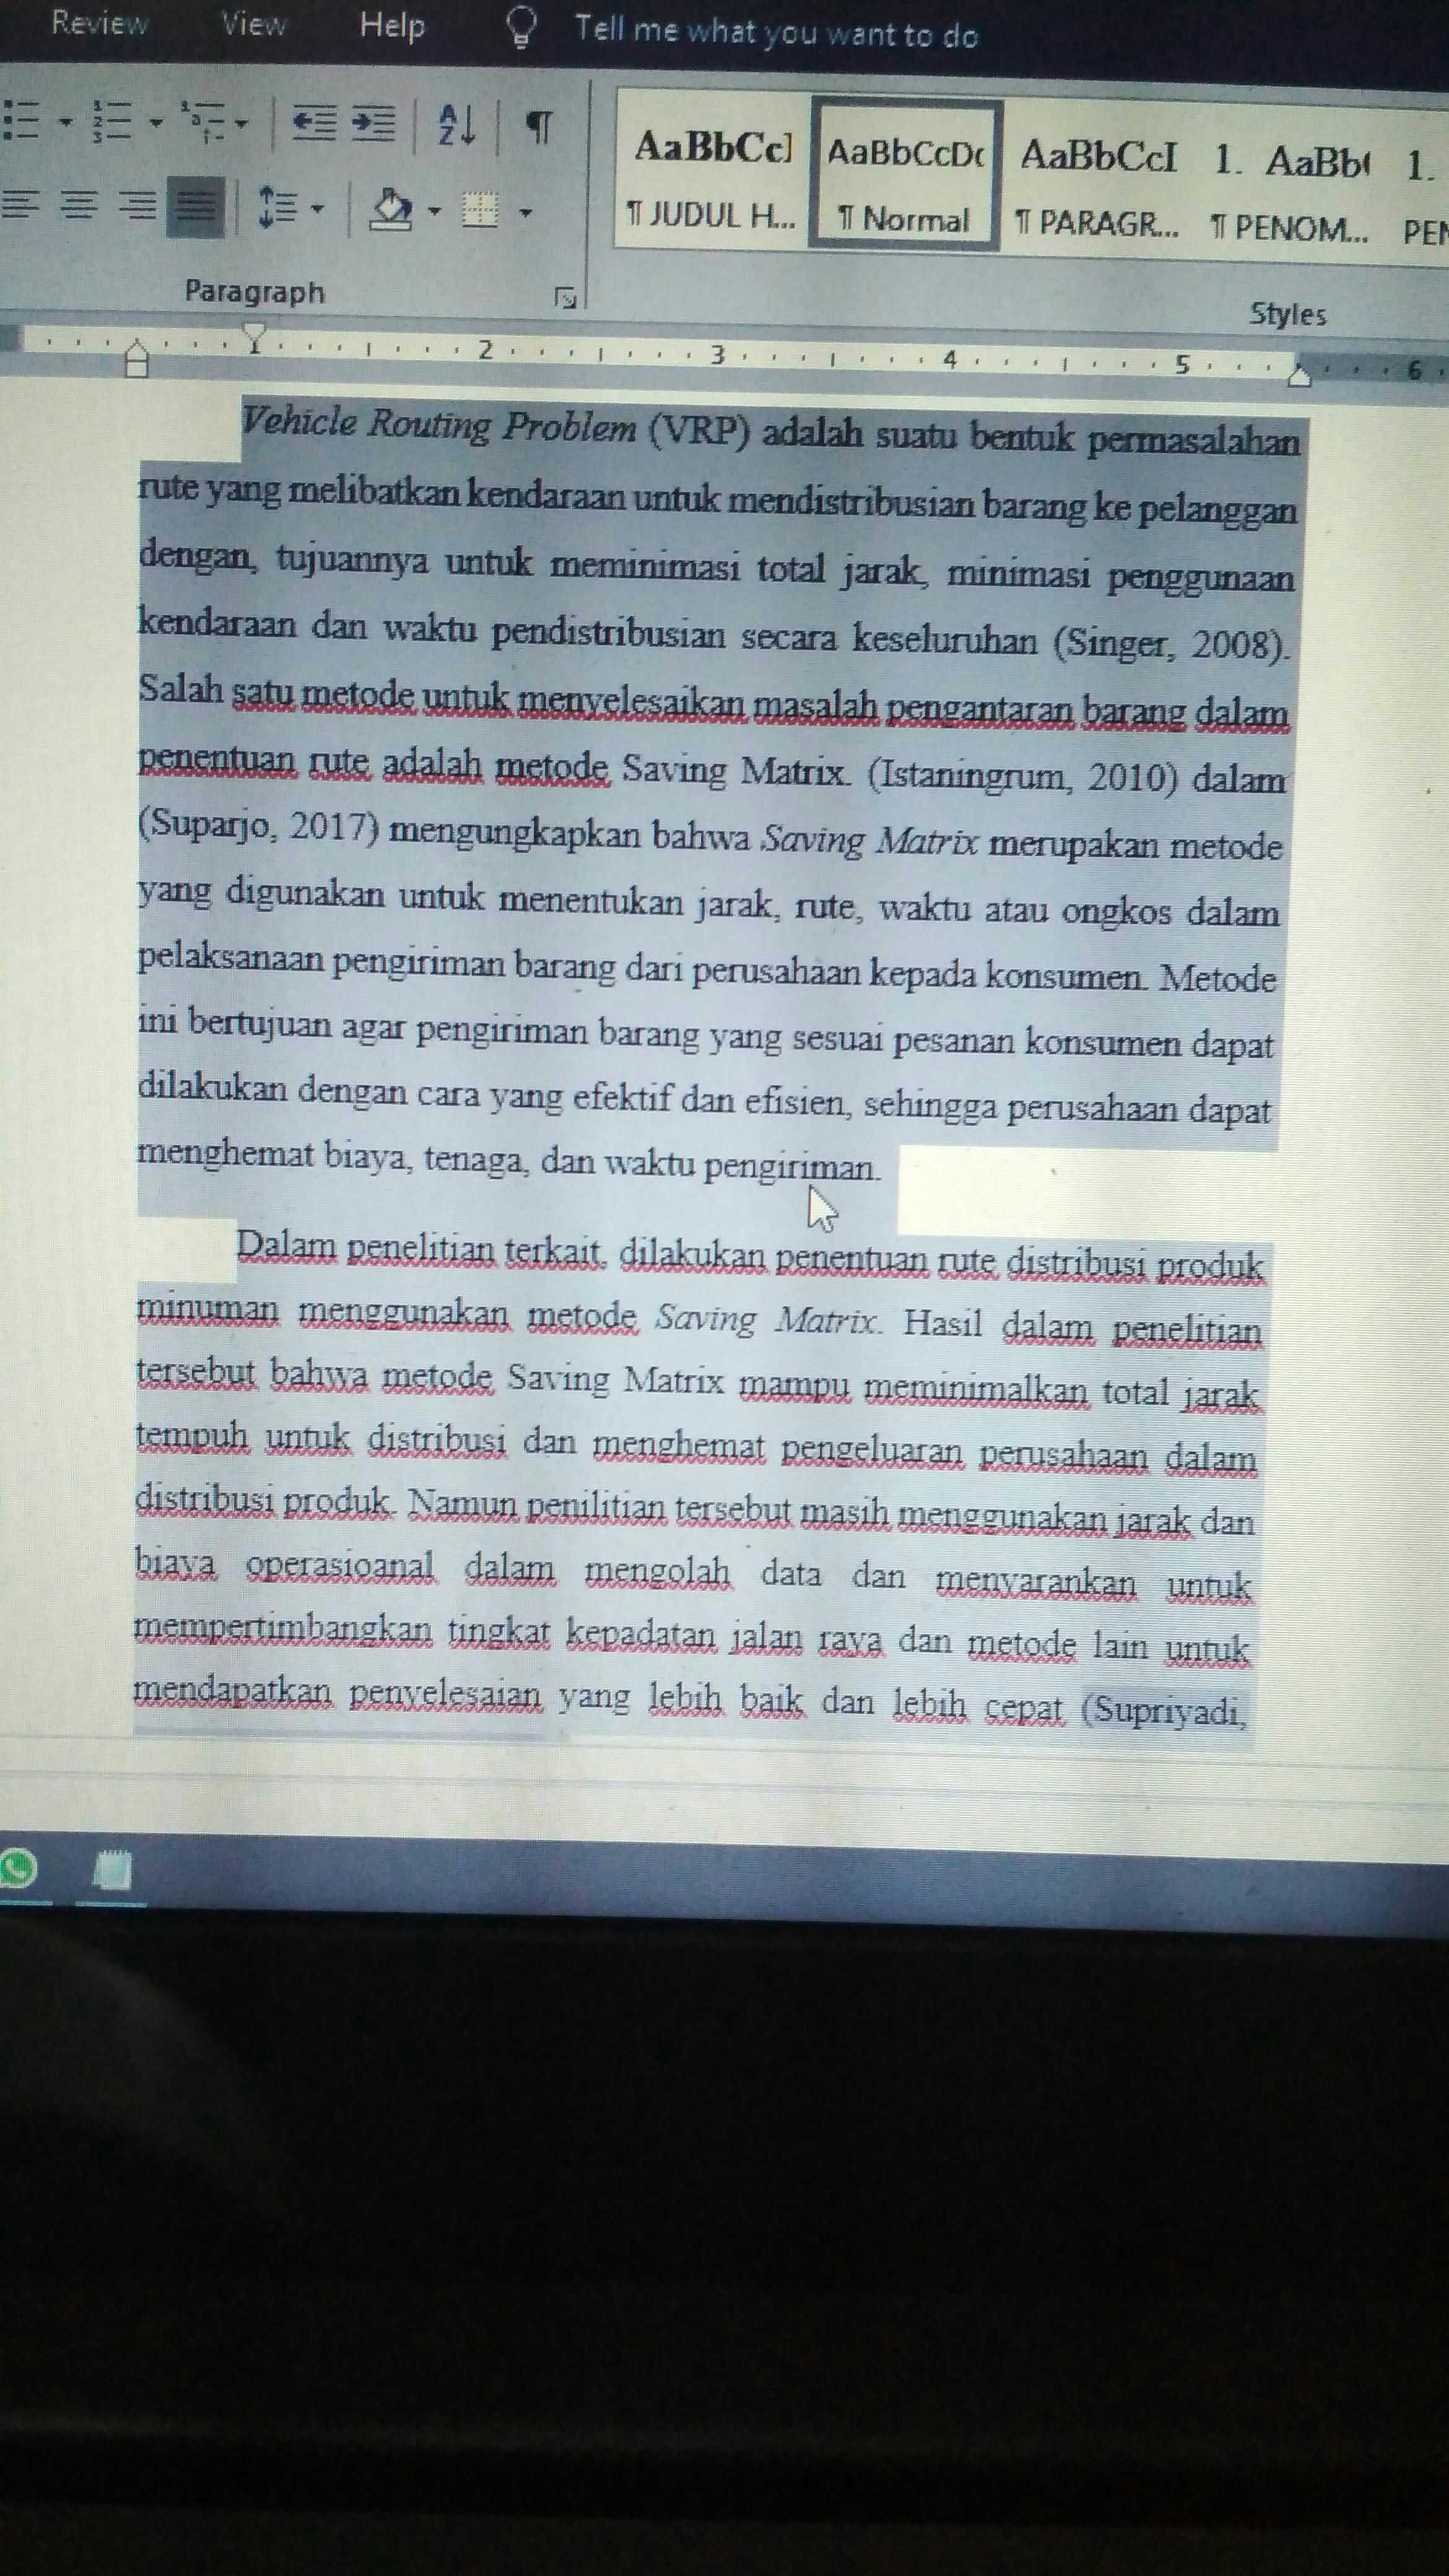 Review View Help Tell me what you want to do
AaBbCc] AaBbCcD( AaBbCcI 1. AaBb( 1.
¶ JUDUL H... ¶ Normal ¶ PARAGR... ¶ PENOM... PEN
Paragraph Styles
1 2 3 4 5 6
Vehicle Routing Problem (VRP) adalah suatu bentuk permasalahan
rute yang melibatkan kendaraan untuk mendistribusian barang ke pelanggan
dengan, tujuannya untuk meminimasi total jarak, minimasi penggunaan
kendaraan dan waktu pendistribusian secara keseluruhan (Singer, 2008).
Salah satu metode untuk menyelesaikan masalah pengantaran barang dalam
penentuan rute adalah metode Saving Matrix. (Istaningrum, 2010) dalam
(Suparjo, 2017) mengungkapkan bahwa Saving Matrix merupakan metode
yang digunakan untuk menentukan jarak, rute, waktu atau ongkos dalam
pelaksanaan pengiriman barang dari perusahaan kepada konsumen. Metode
ini bertujuan agar pengiriman barang yang sesuai pesanan konsumen dapat
dilakukan dengan cara yang efektif dan efisien, sehingga perusahaan dapat
menghemat biaya, tenaga, dan waktu pengiriman.
Dalam penelitian terkait, dilakukan penentuan rute distribusi produk
minuman menggunakan metode Saving Matrix. Hasil dalam penelitian
tersebut bahwa metode Saving Matrix mampu meminimalkan total jarak
tempuh untuk distribusi dan menghemat pengeluaran perusahaan dalam
distribusi produk. Namun penilitian tersebut masih menggunakan jarak dan
biaya operasioanal dalam mengolah data dan menyarankan untuk
mempertimbangkan tingkat kepadatan jalan raya dan metode lain untuk
mendapatkan penyelesaian yang lebih baik dan lebih cepat (Supriyadi,